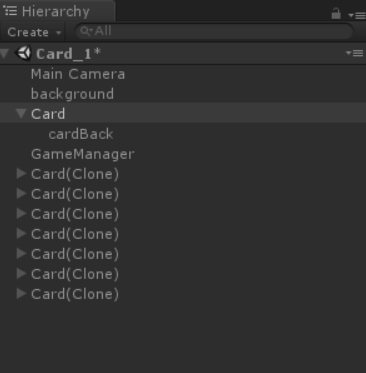 Hierarchy
Create All
Card_1*
Main Camera
background
Card
cardBack
GameManager
Card(Clone)
Card(Clone)
Card(Clone)
Card(Clone)
Card(Clone)
Card(Clone)
Card(Clone)